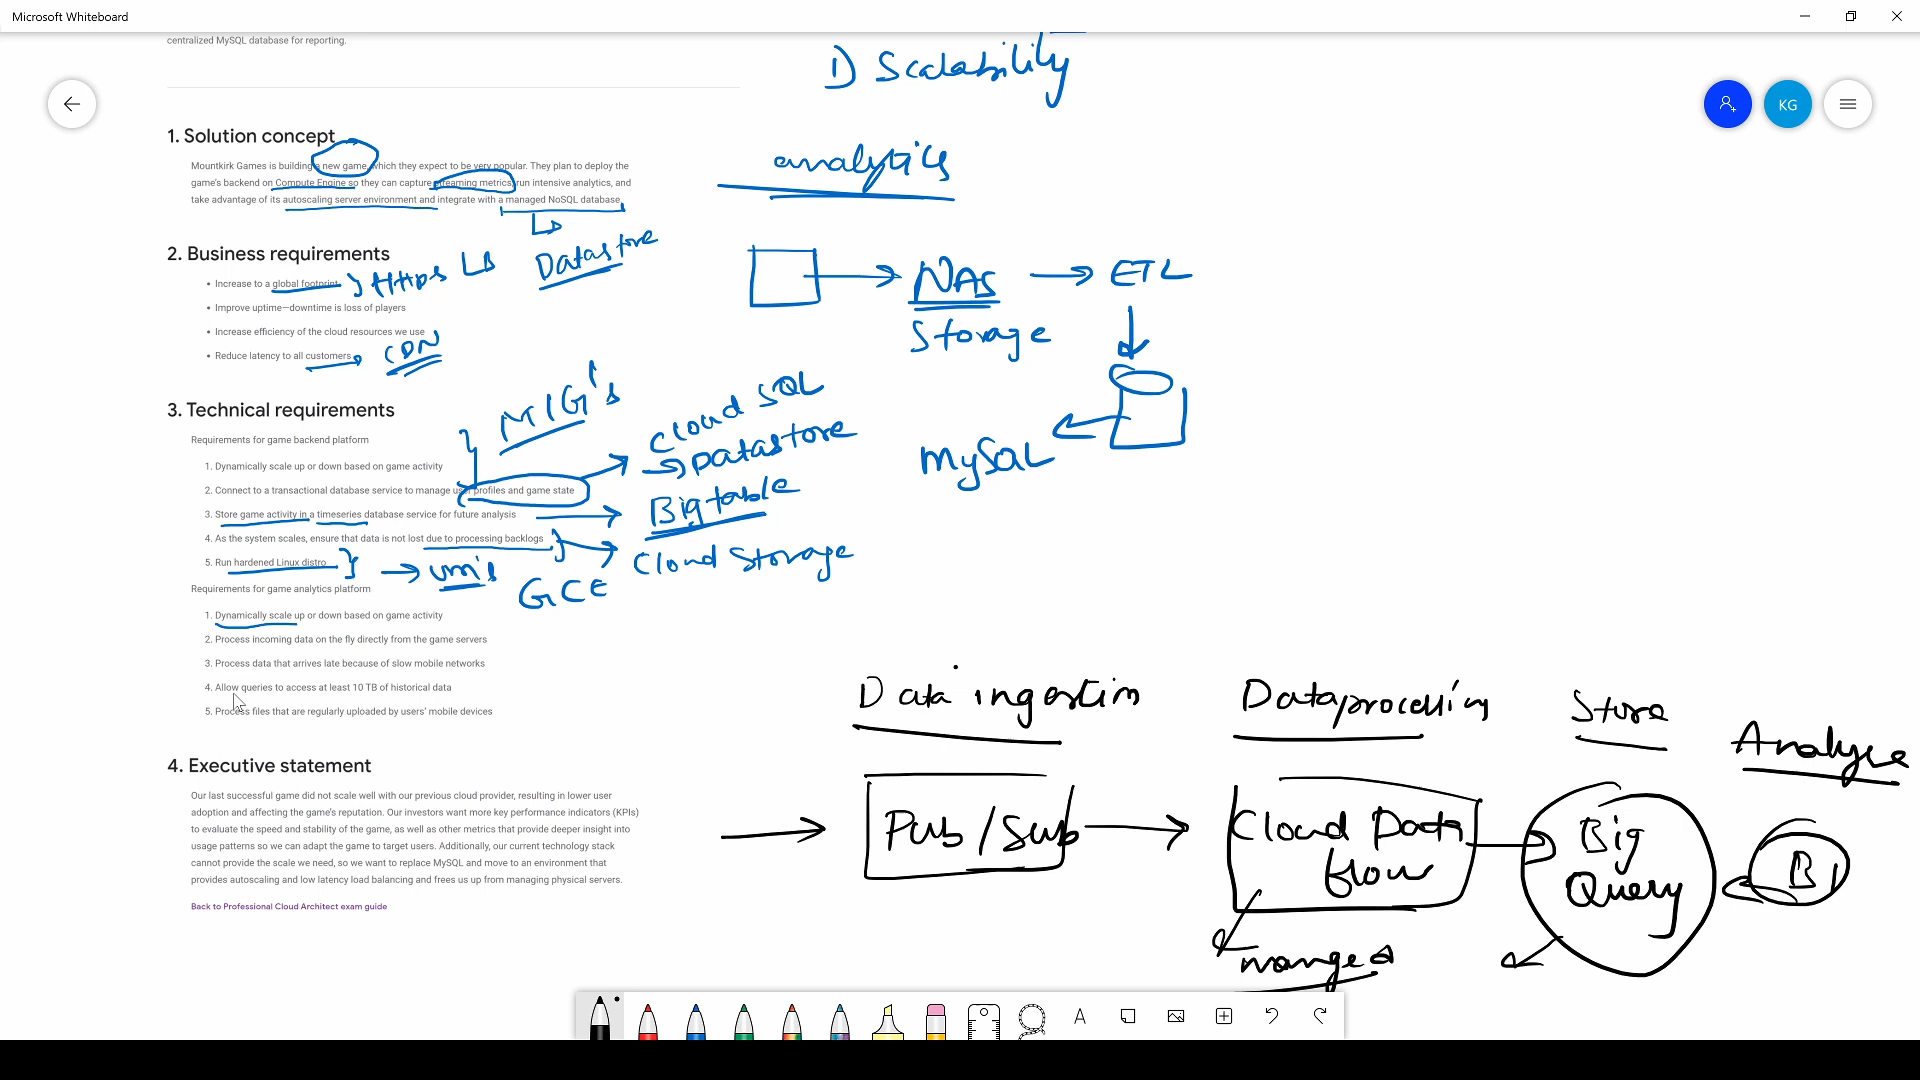 Microsoft Whiteboard
centralized MySQL database for reporting.
1) Scalability
KG
1. Solution concept
Mountkirk Games is building a new game, which they expect to be very popular. They plan to deploy the
game's backend on Compute Engine so they can capture streaming metrics, run intensive analytics, and
take advantage of its autoscaling server environment and integrate with a managed NoSQL database.
analytics
Datastore
2. Business requirements
• Increase to a global footprint
Https LB
• Improve uptime—downtime is loss of players
• Increase efficiency of the cloud resources we use
• Reduce latency to all customers
CDN
NAS
Storage
ETL
MySQL
3. Technical requirements
MIG's
Requirements for game backend platform
1. Dynamically scale up or down based on game activity
2. Connect to a transactional database service to manage user profiles and game state
3. Store game activity in a timeseries database service for future analysis
4. As the system scales, ensure that data is not lost due to processing backlogs
5. Run hardened Linux distro
Cloud SQL
Datastore
Bigtable
Cloud Storage
vm's
GCE
Requirements for game analytics platform
1. Dynamically scale up or down based on game activity
2. Process incoming data on the fly directly from the game servers
3. Process data that arrives late because of slow mobile networks
4. Allow queries to access at least 10 TB of historical data
5. Process files that are regularly uploaded by users' mobile devices
Data ingestin
Dataprocessing
Store
Analyse
Pub/Sub
Cloud Data
flow
Big
Query
BI
manged
4. Executive statement
Our last successful game did not scale well with our previous cloud provider, resulting in lower user
adoption and affecting the game's reputation. Our investors want more key performance indicators (KPIs)
to evaluate the speed and stability of the game, as well as other metrics that provide deeper insight into
usage patterns so we can adapt the game to target users. Additionally, our current technology stack
cannot provide the scale we need, so we want to replace MySQL and move to an environment that
provides autoscaling and low latency load balancing and frees us up from managing physical servers.
Back to Professional Cloud Architect exam guide